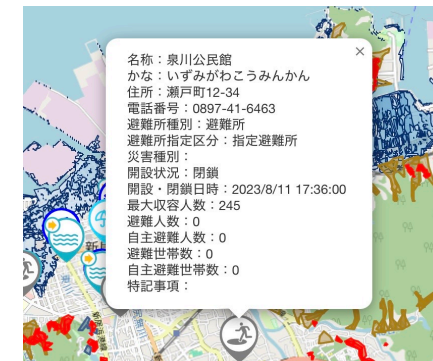 ×
名称：泉川公民館
かな：いずみがわこうみんかん
住所：瀬戸町12-34
電話番号：0897-41-6463
避難所種別：避難所
避難所指定区分：指定避難所
災害種別：
開設状況：閉鎖
開設・閉鎖日時：2023/8/11 17:36:00
最大収容人数：245
避難人数：0
自主避難人数：0
避難世帯数：0
自主避難世帯数：0
特記事項：